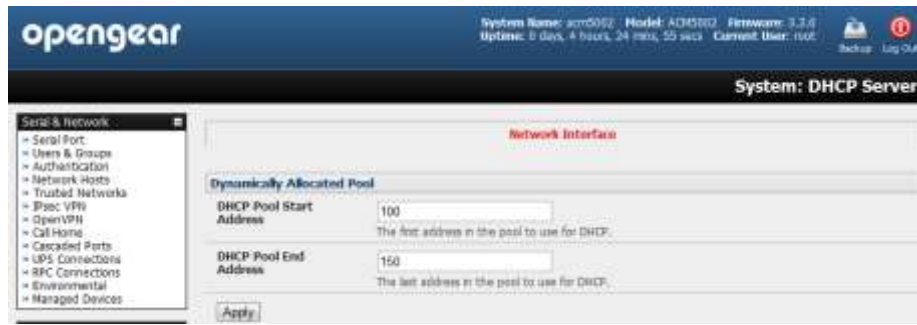 opengear
System Name: acm5002 Model: ACM5002 Firmware: 3.3.0
Uptime: 0 days, 4 hours, 24 mins, 55 secs Current User: root
Backup
Log Out
System: DHCP Server
Serial & Network
Serial Port
Users & Groups
Authentication
Network Hosts
Trusted Networks
IPsec VPN
OpenVPN
Call Home
Cascaded Ports
UPS Connections
RPC Connections
Environmental
Managed Devices
Network Interface
Dynamically Allocated Pool
DHCP Pool Start
Address
100
The first address in the pool to use for DHCP.
DHCP Pool End
Address
150
The last address in the pool to use for DHCP.
Apply